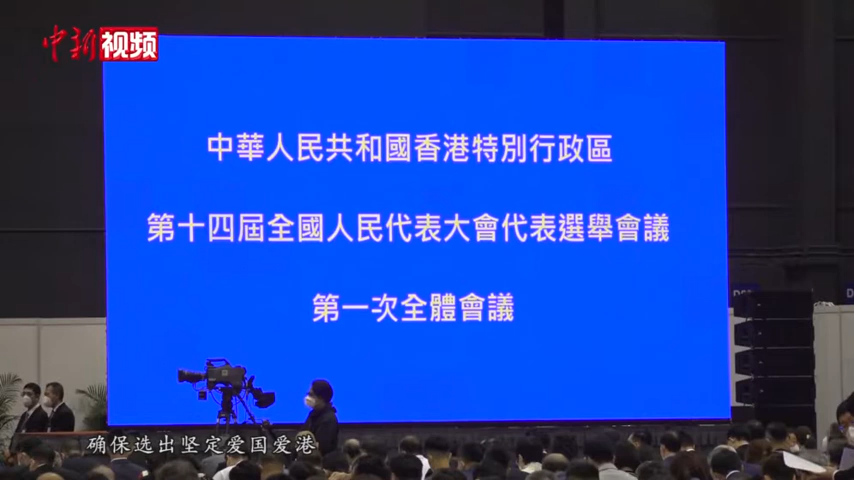 中新视频
中華人民共和國香港特別行政區
第十四屆全國人民代表大會代表選舉會議
第一次全體會議
确保选出坚定爱国爱港